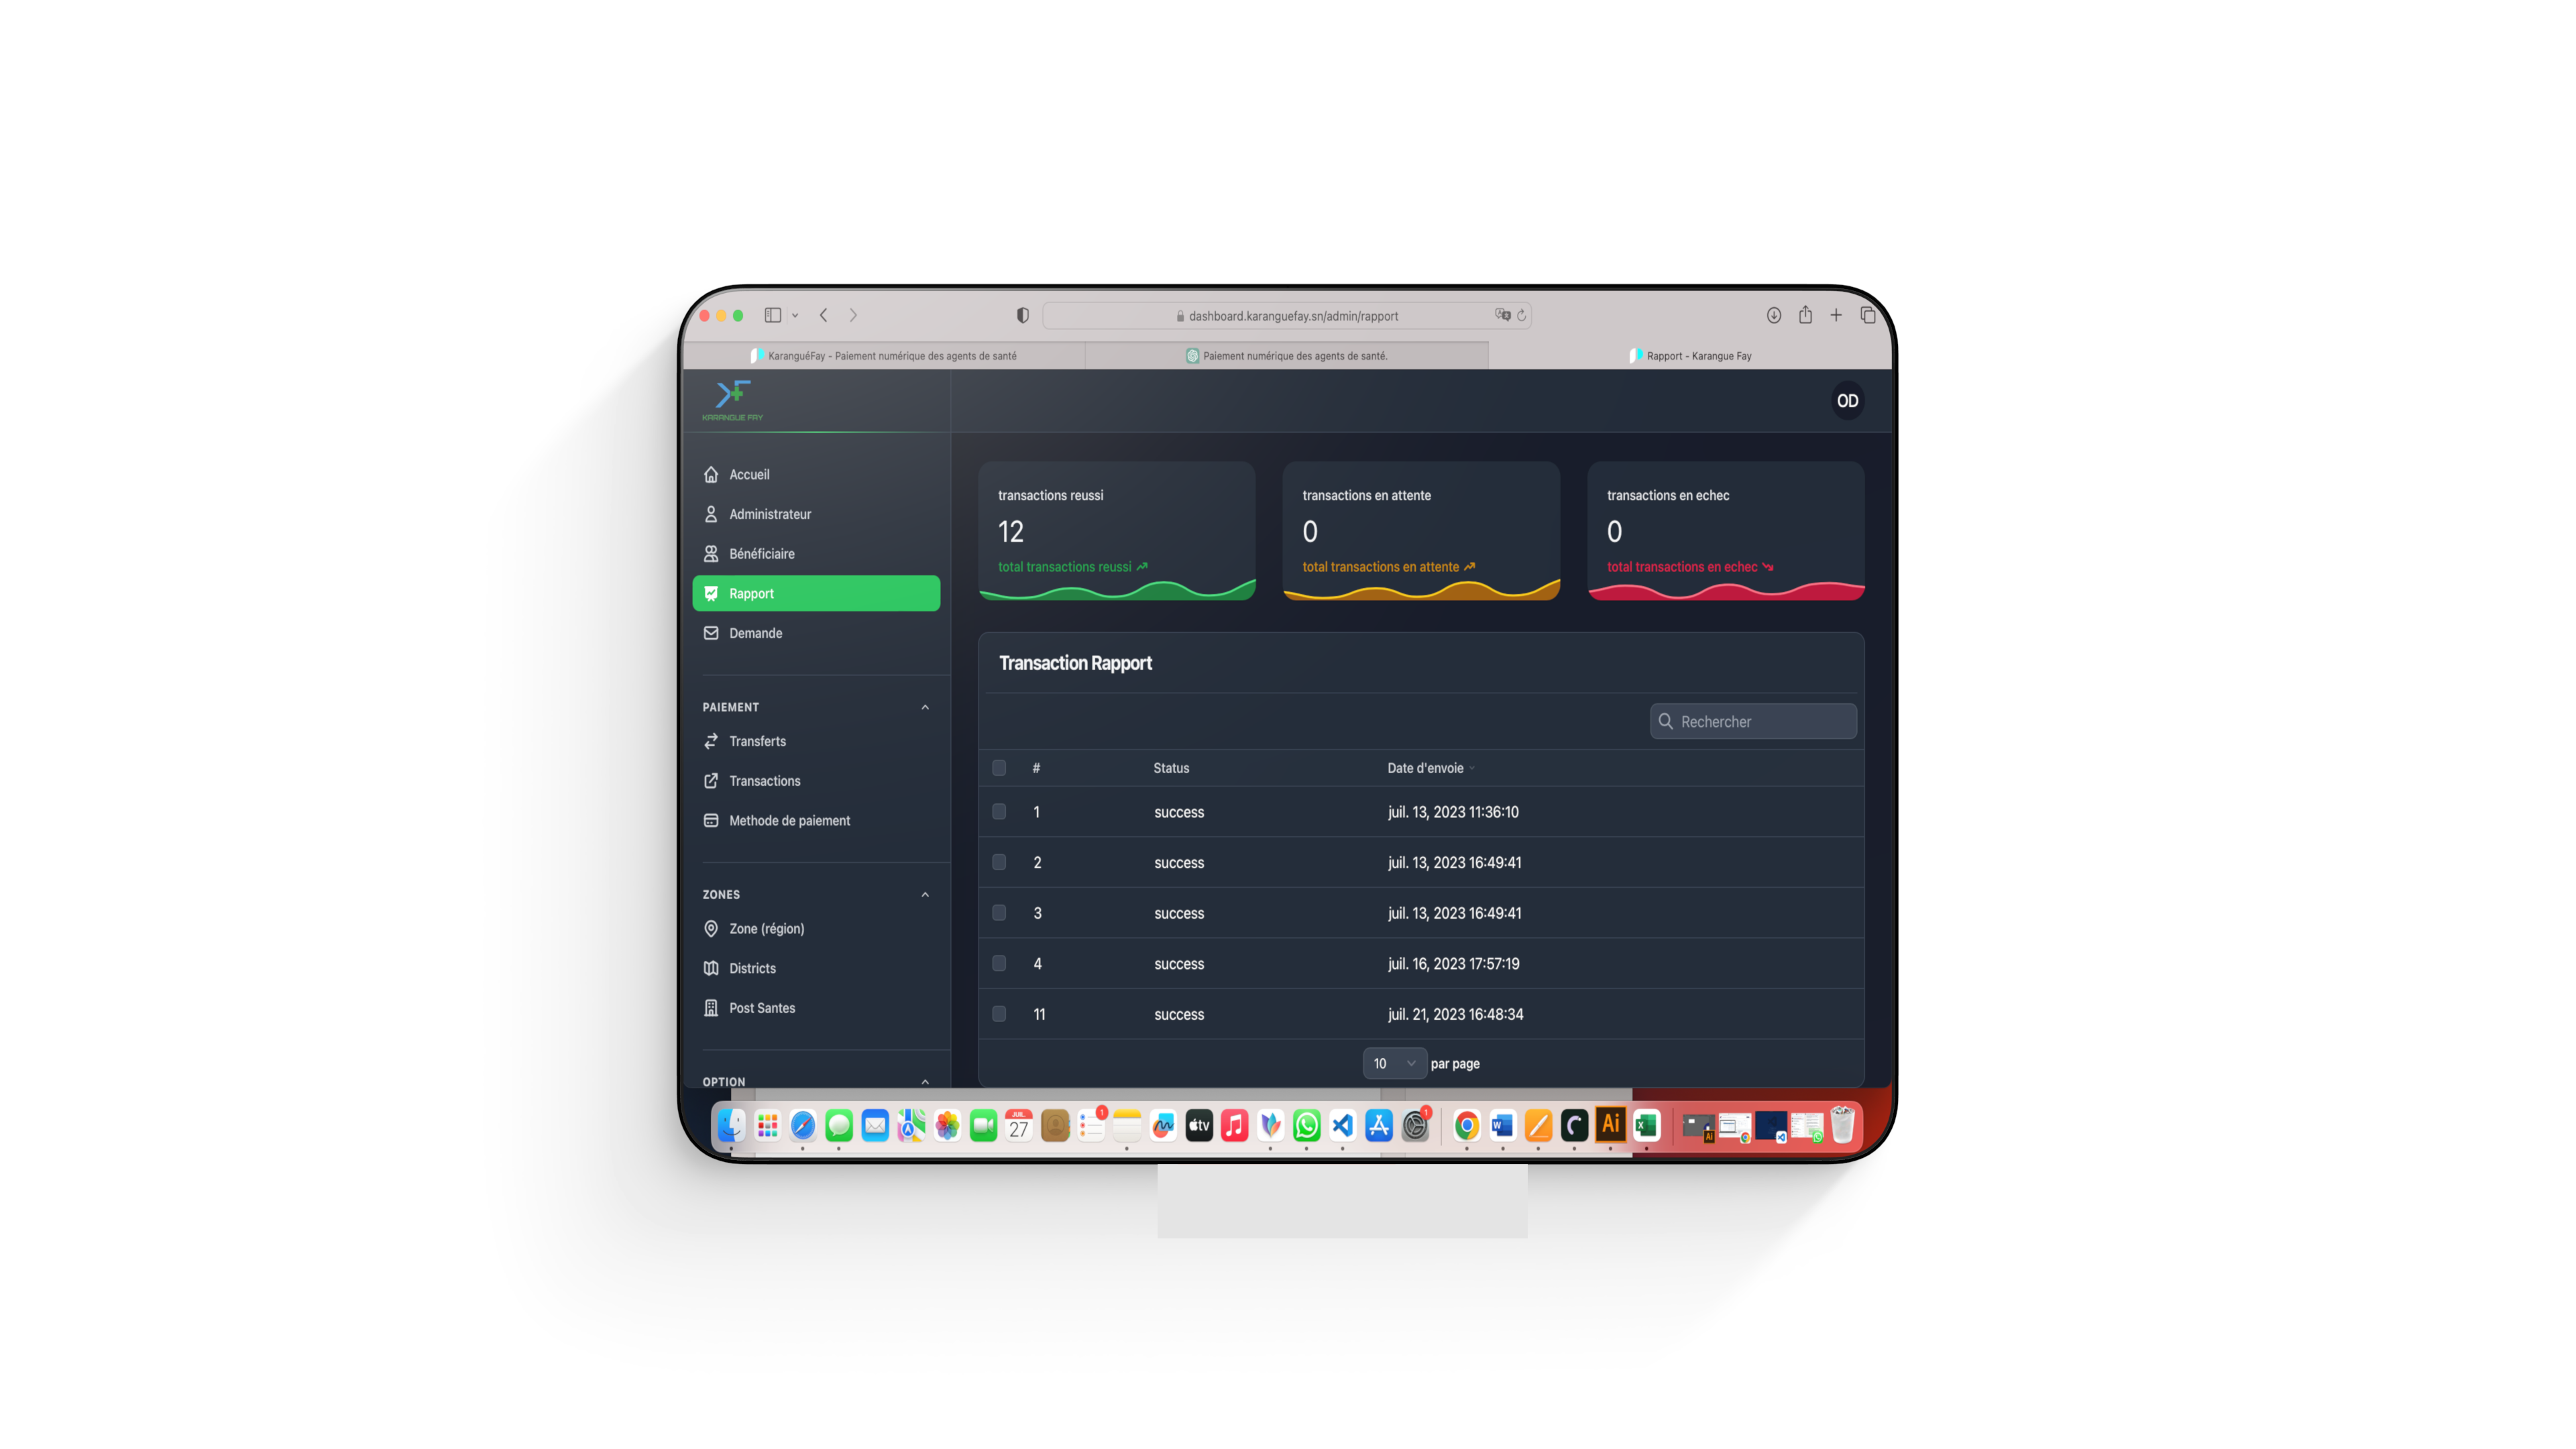 dashboard.karanguefay.sn/admin/rapport
KaranguéFay - Paiement numérique des agents de santé
Paiement numérique des agents de santé.
Rapport - Karangue Fay
KARANGUE FAY
OD
Accueil
Administrateur
Bénéficiaire
Rapport
Demande
PAIEMENT
Transferts
Transactions
Methode de paiement
ZONES
Zone (région)
Districts
Post Santes
OPTION
transactions reussi
12
total transactions reussi
transactions en attente
0
total transactions en attente
transactions en echec
0
total transactions en echec
Transaction Rapport
Rechercher
# Status Date d'envoie
1 success juil. 13, 2023 11:36:10
2 success juil. 13, 2023 16:49:41
3 success juil. 13, 2023 16:49:41
4 success juil. 16, 2023 17:57:19
11 success juil. 21, 2023 16:48:34
10 par page
JUIL.
27
1
tv
1
W
Ai
X